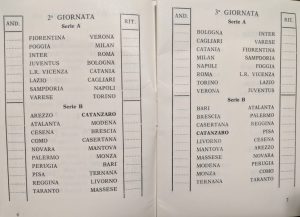 AND.
2ª GIORNATA
RIT.
Serie A
FIORENTINA VERONA
FOGGIA MILAN
INTER ROMA
JUVENTUS BOLOGNA
L.R. VICENZA CATANIA
LAZIO CAGLIARI
SAMPDORIA NAPOLI
VARESE TORINO
Serie B
AREZZO CATANZARO
ATALANTA MODENA
CESENA BRESCIA
COMO CASERTANA
NOVARA MANTOVA
PALERMO MONZA
PERUGIA BARI
PISA TERNANA
REGGINA LIVORNO
TARANTO MASSESE
6
AND.
3ª GIORNATA
RIT.
Serie A
BOLOGNA INTER
CAGLIARI VARESE
CATANIA FIORENTINA
MILAN SAMPDORIA
NAPOLI FOGGIA
ROMA L.R. VICENZA
TORINO LAZIO
VERONA JUVENTUS
Serie B
BARI ATALANTA
BRESCIA PALERMO
CASERTANA REGGINA
CATANZARO PISA
LIVORNO CESENA
MANTOVA AREZZO
MASSESE NOVARA
MODENA PERUGIA
MONZA COMO
TERNANA TARANTO
7